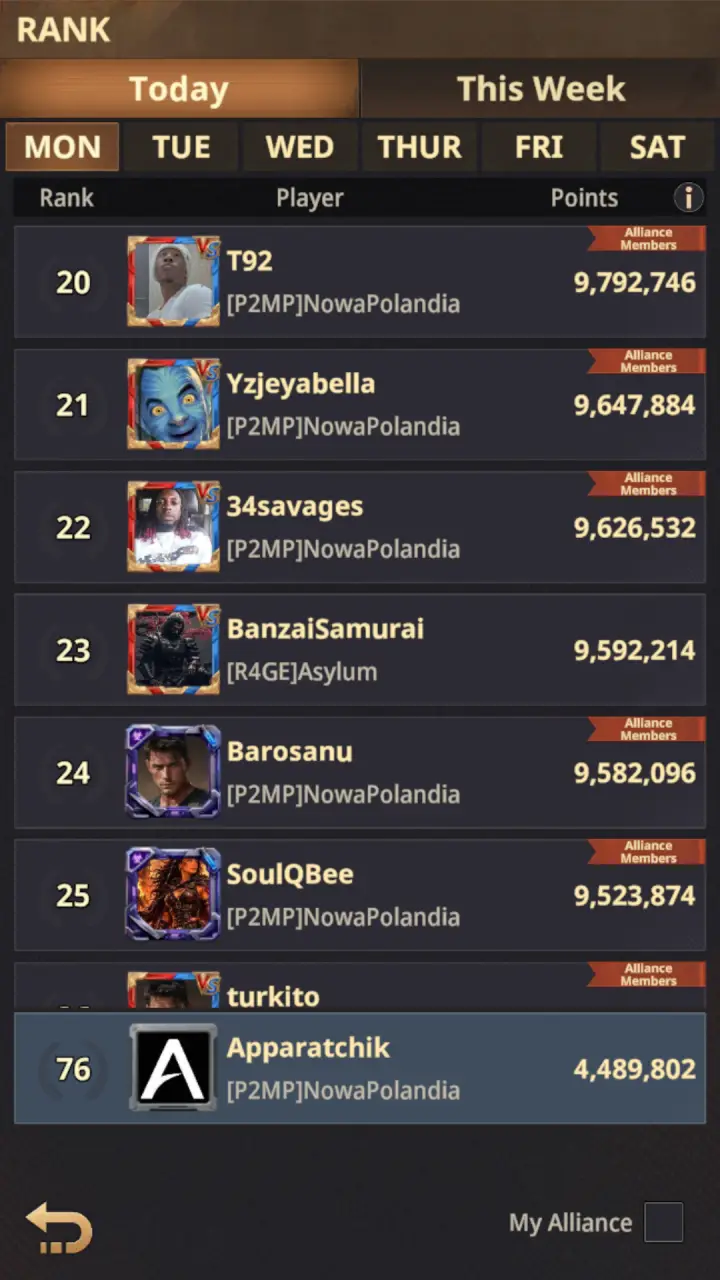 RANK
Today
This Week
MON TUE WED THUR FRI SAT
Rank Player Points i
Alliance
Members
20 T92 9,792,746
[P2MP]NowaPolandia
Alliance
Members
21 Yzjeyabella 9,647,884
[P2MP]NowaPolandia
Alliance
Members
22 34savages 9,626,532
[P2MP]NowaPolandia
23 BanzaiSamurai 9,592,214
[R4GE]Asylum
Alliance
Members
24 Barosanu 9,582,096
[P2MP]NowaPolandia
Alliance
Members
25 SoulQBee 9,523,874
[P2MP]NowaPolandia
Alliance
Members
turkito
76 Apparatchik 4,489,802
[P2MP]NowaPolandia
My Alliance